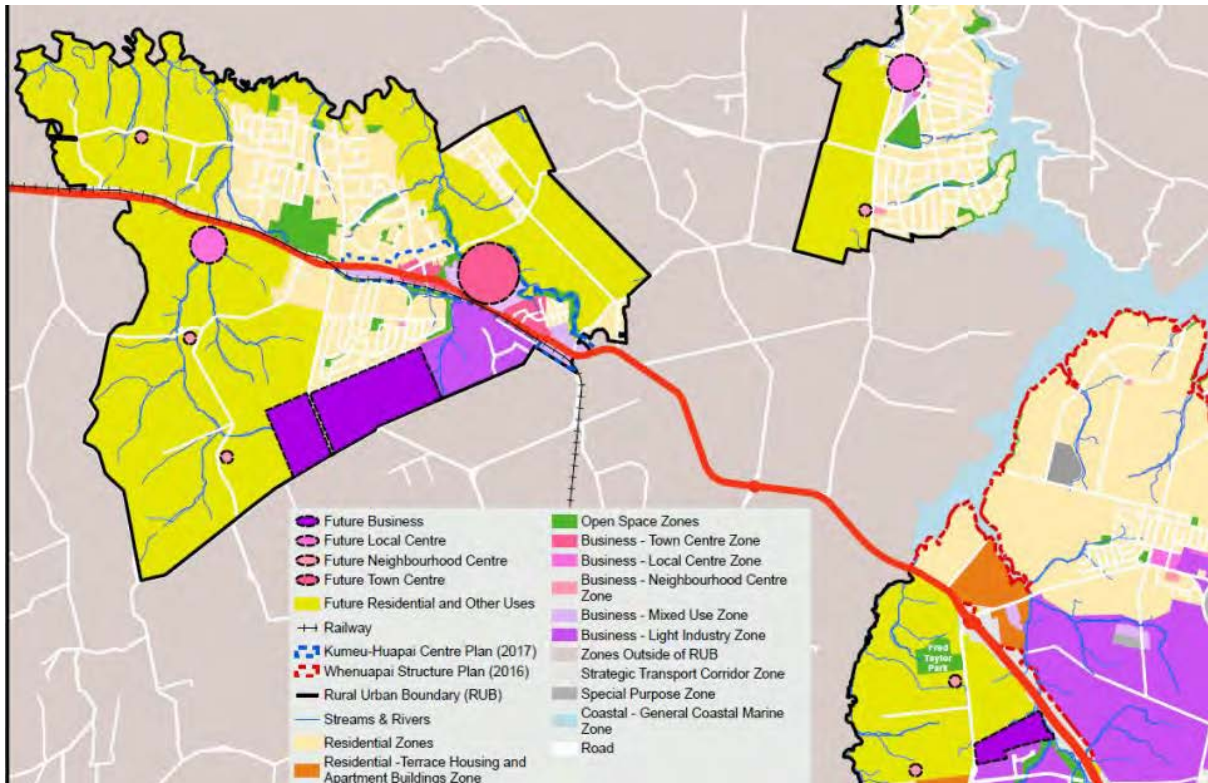 Future Business
Future Local Centre
Future Neighbourhood Centre
Future Town Centre
Future Residential and Other Uses
Railway
Kumeu-Huapai Centre Plan (2017)
Whenuapai Structure Plan (2016)
Rural Urban Boundary (RUB)
Streams & Rivers
Residential Zones
Residential -Terrace Housing and
Apartment Buildings Zone
Open Space Zones
Business - Town Centre Zone
Business - Local Centre Zone
Business - Neighbourhood Centre
Zone
Business - Mixed Use Zone
Business - Light Industry Zone
Zones Outside of RUB
Strategic Transport Corridor Zone
Special Purpose Zone
Coastal - General Coastal Marine
Zone
Road
Fred
Taylor
Park